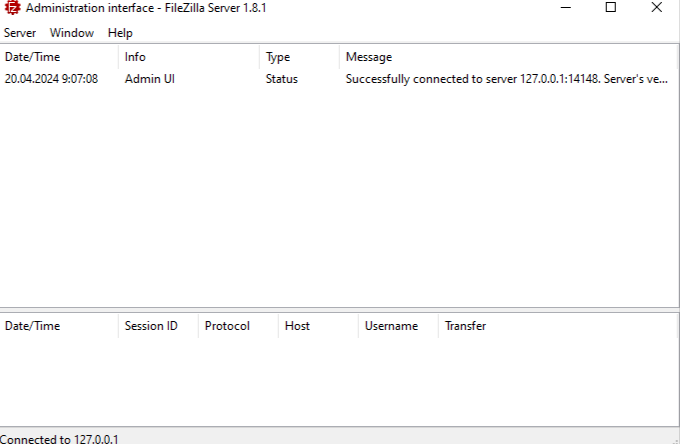 Administration interface - FileZilla Server 1.8.1
Server Window Help
Date/Time Info Type Message
20.04.2024 9:07:08 Admin UI Status Successfully connected to server 127.0.0.1:14148. Server's ve...
Date/Time Session ID Protocol Host Username Transfer
Connected to 127.0.0.1